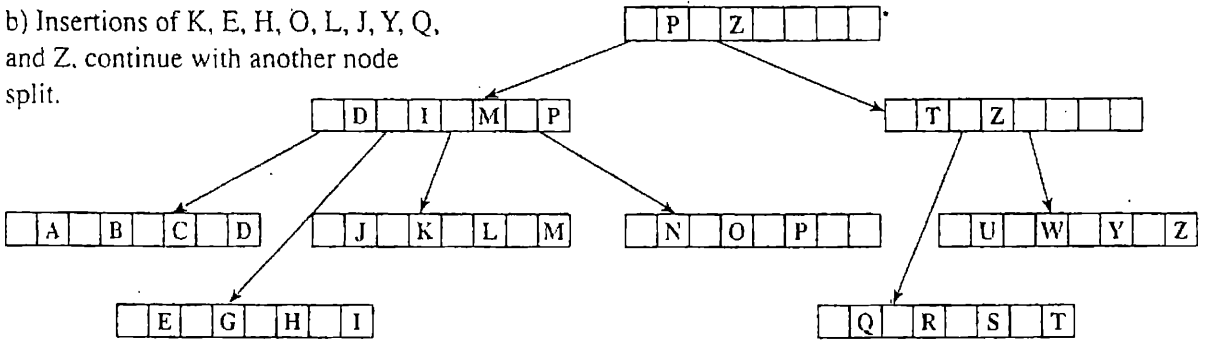 b) Insertions of K, E, H, O, L, J, Y, Q,
and Z, continue with another node
split.
P Z
D I M P
T Z
A B C D
J K L M
N O P
U W Y Z
E G H I
Q R S T